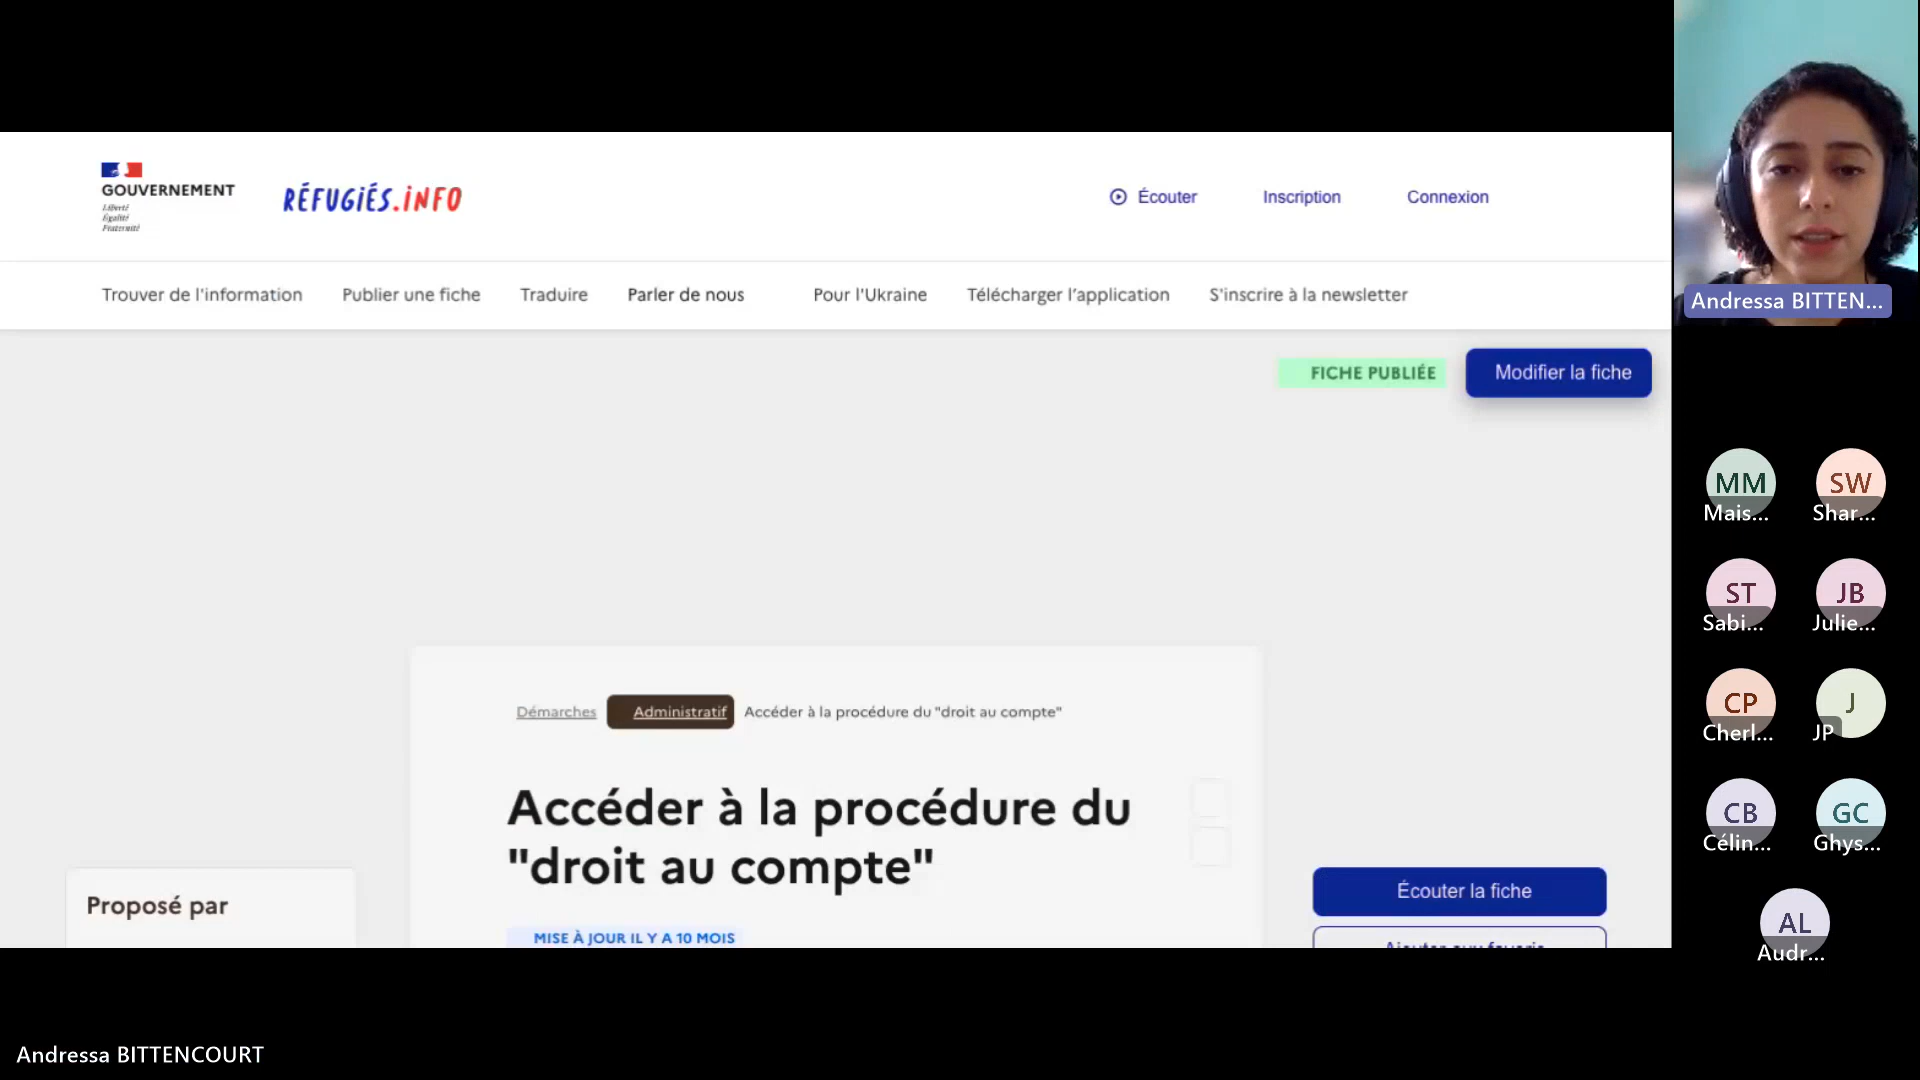 GOUVERNEMENT
Liberté
Égalité
Fraternité
RÉFUGIÉS.INFO
Écouter
Inscription
Connexion
Trouver de l'information
Publier une fiche
Traduire
Parler de nous
Pour l'Ukraine
Télécharger l’application
S'inscrire à la newsletter
FICHE PUBLIÉE
Modifier la fiche
Démarches
Administratif
Accéder à la procédure du "droit au compte"
Accéder à la procédure du
"droit au compte"
MISE À JOUR IL Y A 10 MOIS
Proposé par
Écouter la fiche
Ajouter aux favoris
Andressa BITTEN...
MM
Mais...
SW
Shar...
ST
Sabi...
JB
Julie...
CP
Cherl...
J
JP
CB
Célin...
GC
Ghys...
AL
Audr...
Andressa BITTENCOURT